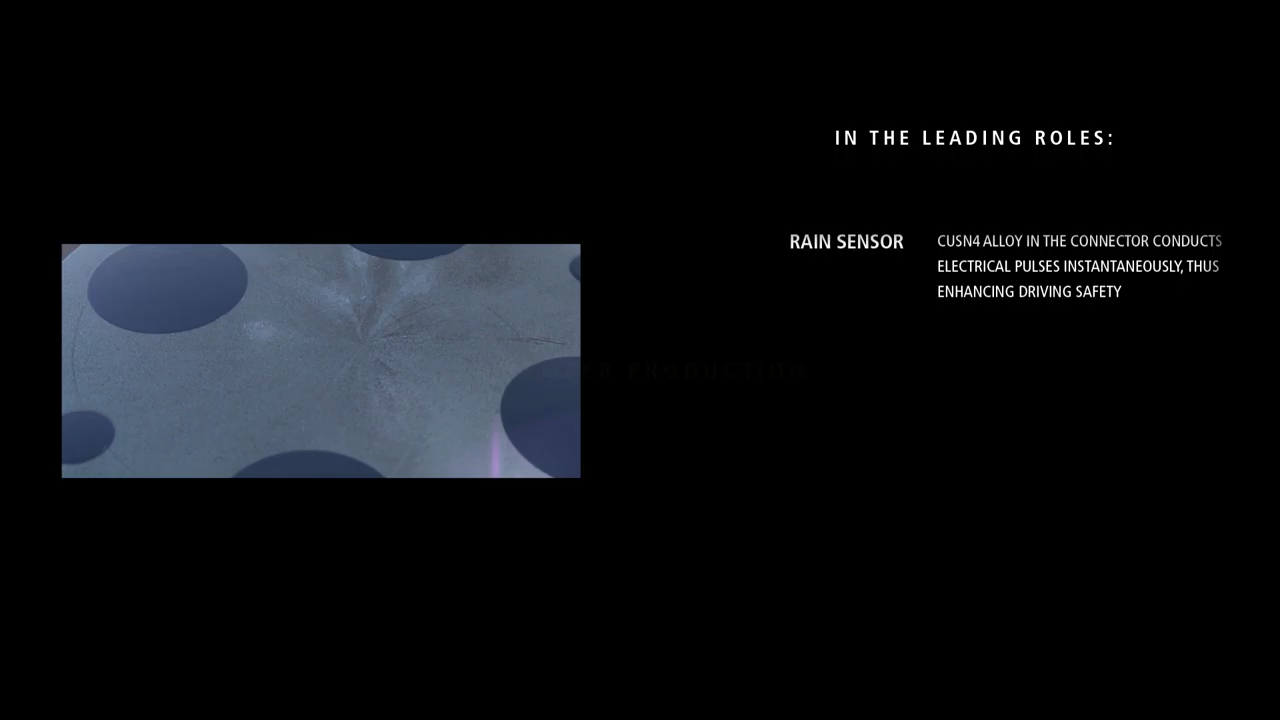 IN THE LEADING ROLES:
RAIN SENSOR
CUSN4 ALLOY IN THE CONNECTOR CONDUCTS
ELECTRICAL PULSES INSTANTANEOUSLY, THUS
ENHANCING DRIVING SAFETY
PRODUCTION